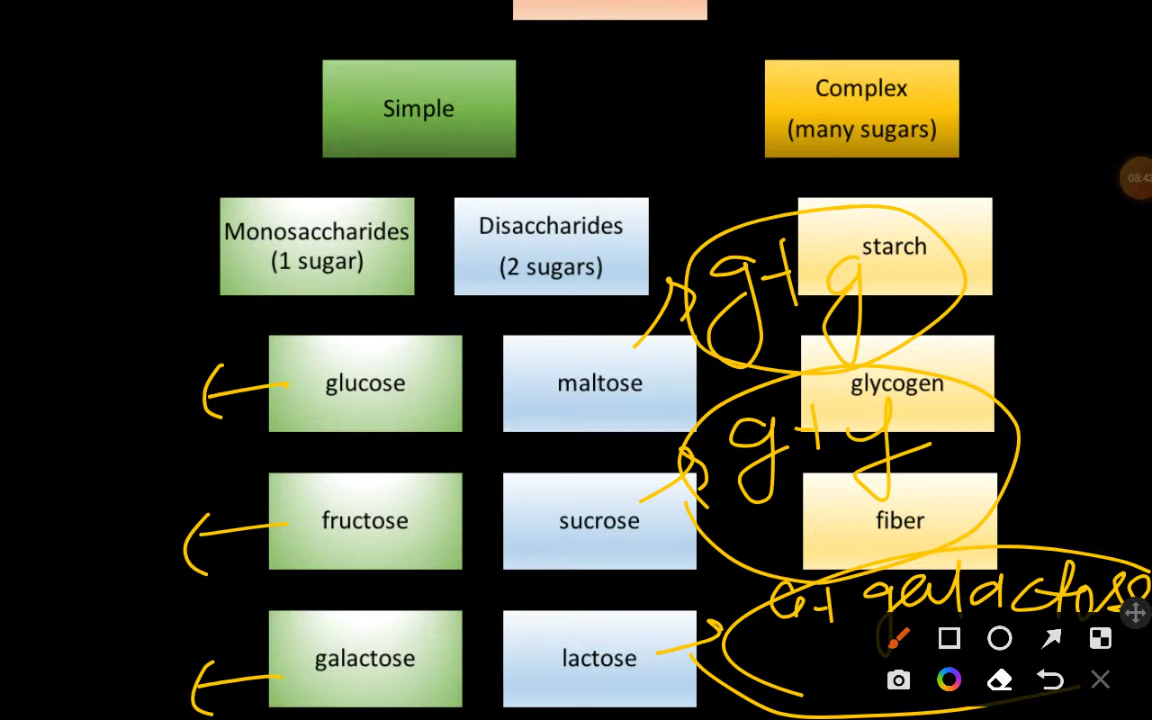 Simple
Complex
(many sugars)
Monosaccharides
(1 sugar)
Disaccharides
(2 sugars)
starch
g+g
glucose
maltose
glycogen
g+f
fructose
sucrose
fiber
G+ galactose
galactose
lactose